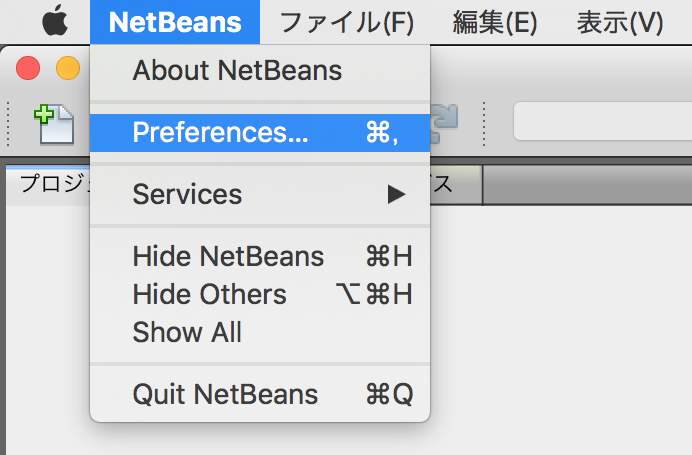 NetBeans ファイル(F) 編集(E) 表示(V)
About NetBeans
Preferences... ⌘,
プロジ
ス
Services ▶
Hide NetBeans ⌘H
Hide Others ⌥⌘H
Show All
Quit NetBeans ⌘Q